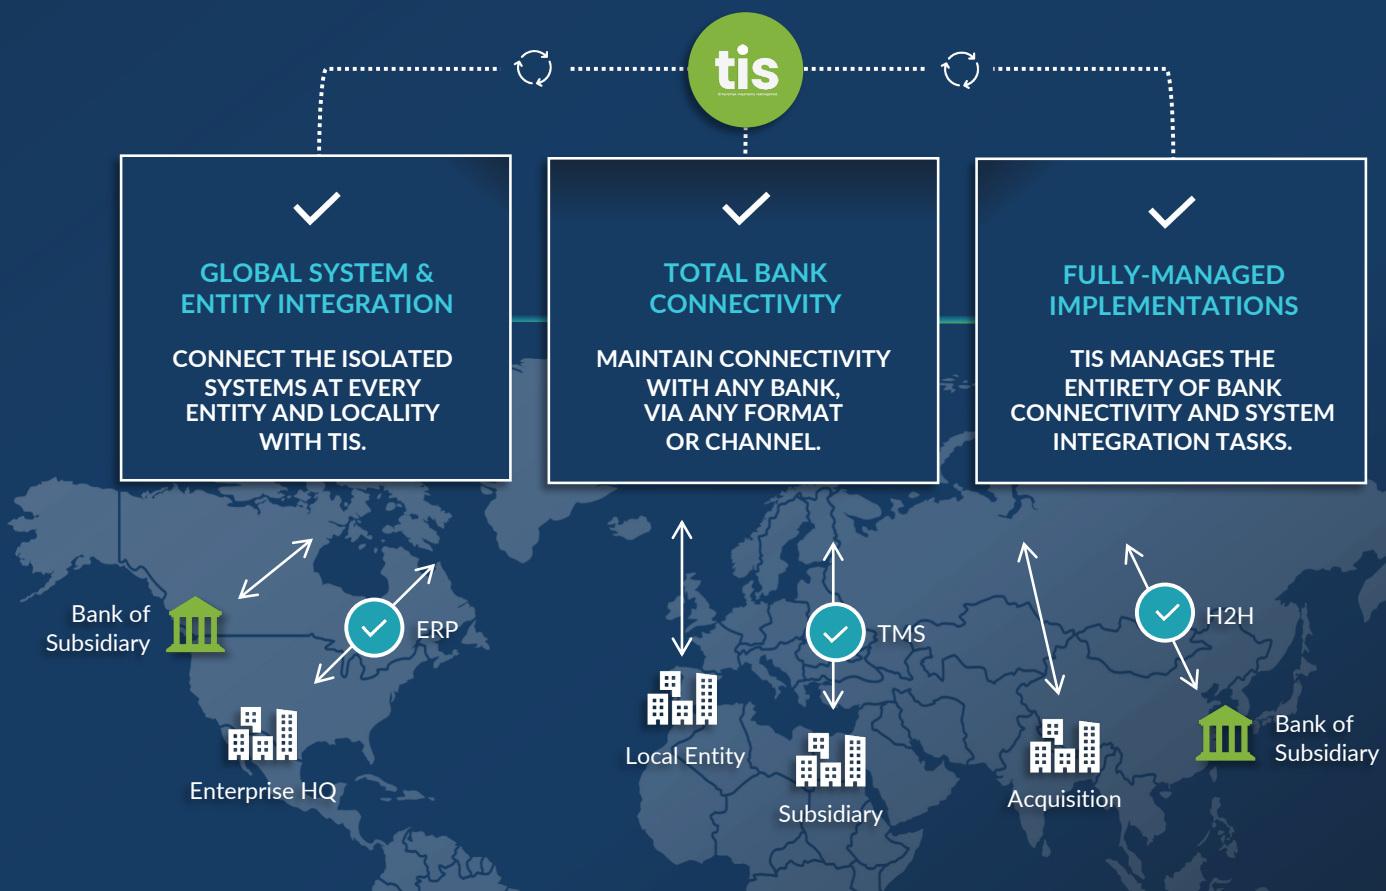 tis
GLOBAL SYSTEM &
ENTITY INTEGRATION
CONNECT THE ISOLATED
SYSTEMS AT EVERY
ENTITY AND LOCALITY
WITH TIS.
TOTAL BANK
CONNECTIVITY
MAINTAIN CONNECTIVITY
WITH ANY BANK,
VIA ANY FORMAT
OR CHANNEL.
FULLY-MANAGED
IMPLEMENTATIONS
TIS MANAGES THE
ENTIRETY OF BANK
CONNECTIVITY AND SYSTEM
INTEGRATION TASKS.
Bank of
Subsidiary
ERP
Enterprise HQ
Local Entity
TMS
Subsidiary
Acquisition
H2H
Bank of
Subsidiary